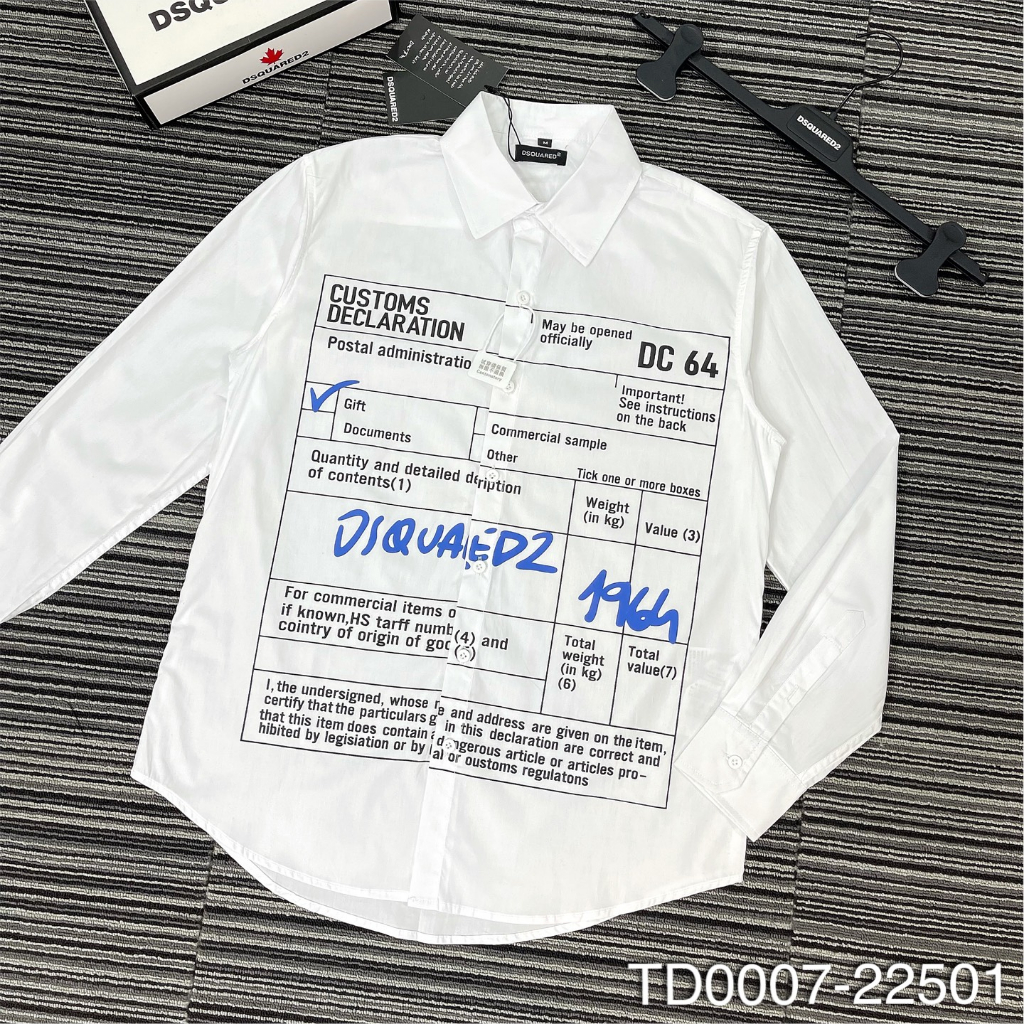 DSQU
DSQUARED2
DSQUARED2
DSQUARED2
M
DSQUARED2
CUSTOMS
DECLARATION
May be opened
officially
DC 64
Postal administratio
Important!
See instructions
on the back
Gift
Documents
Commercial sample
Other
Tick one or more boxes
Quantity and detailed deription
of contents(1)
Weight
(in kg)
Value (3)
DSQUARED2
1964
For commercial items o
if known,HS tarff numb(4) and
cointry of origin of goc(5)
Total
weight
(in kg)
(6)
Total
value(7)
I, the undersigned, whose and address are given on the item,
certify that the particulars g in this declaration are correct and
that this item does contain a dangerous article or articles pro-
hibited by legislation or by al or oustoms regulatons
TD0007-22501